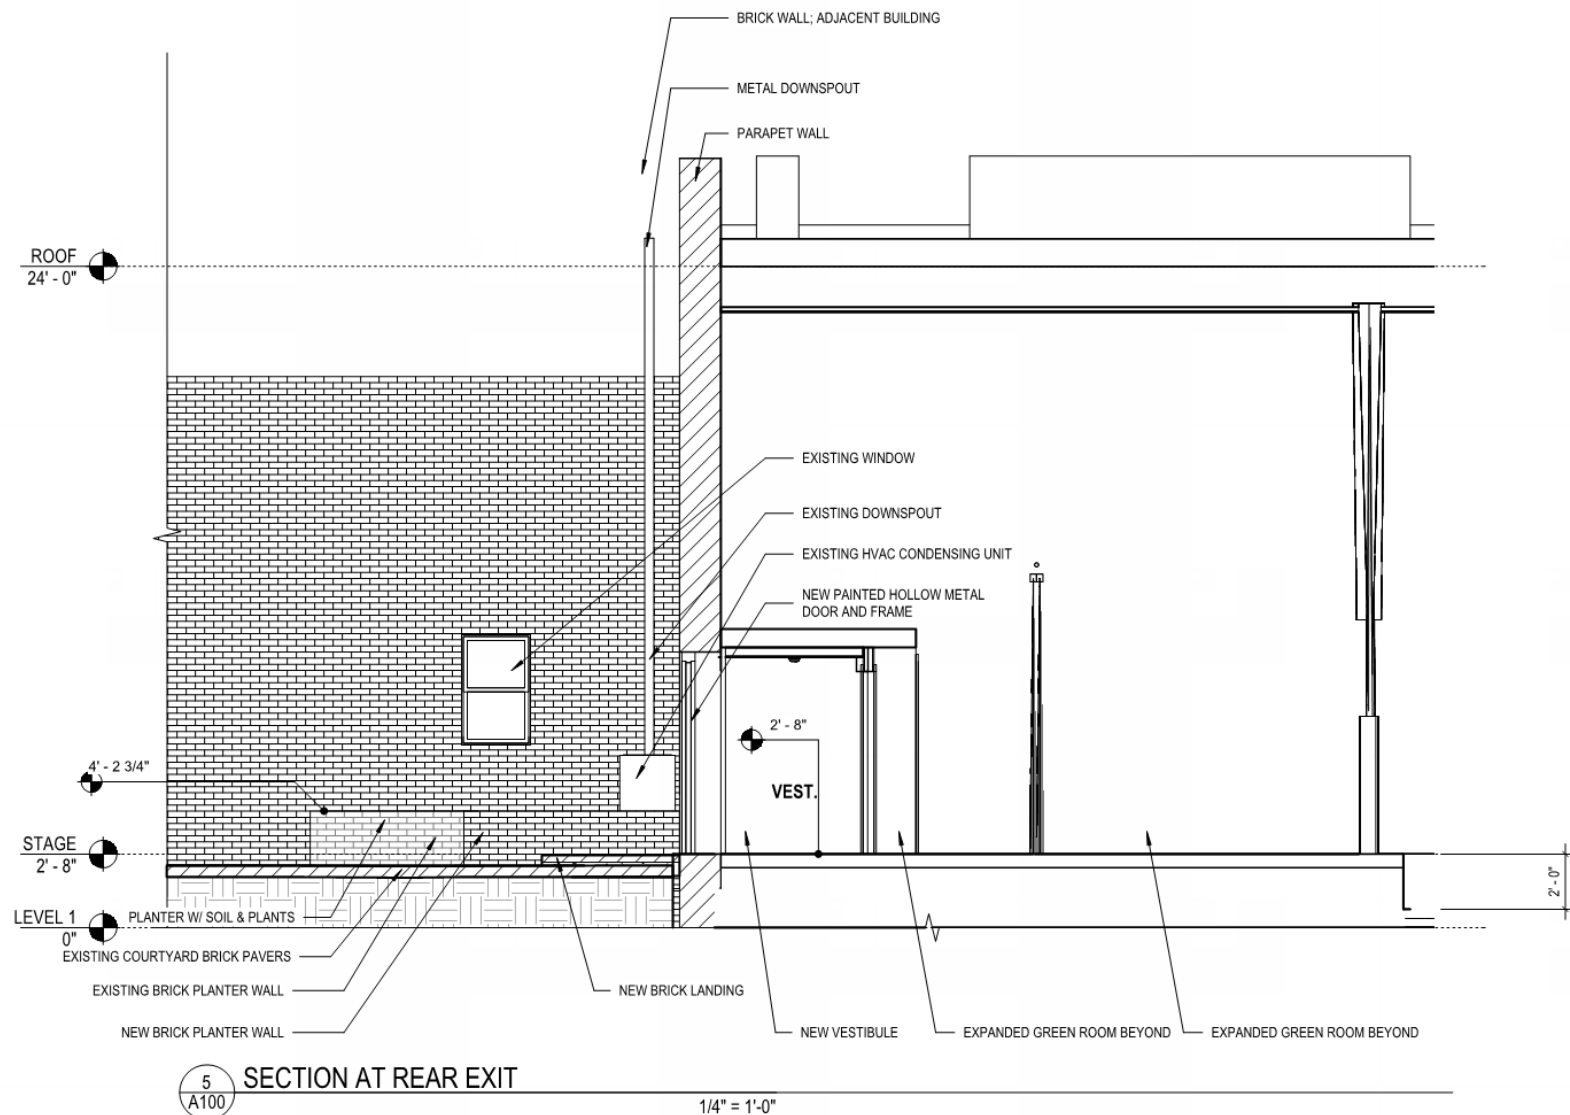 BRICK WALL; ADJACENT BUILDING
METAL DOWNSPOUT
PARAPET WALL
ROOF
24' - 0"
EXISTING WINDOW
EXISTING DOWNSPOUT
EXISTING HVAC CONDENSING UNIT
NEW PAINTED HOLLOW METAL
DOOR AND FRAME
2' - 8"
4' - 2 3/4"
VEST.
STAGE
2' - 8"
2' - 0"
LEVEL 1
0"
PLANTER W/ SOIL & PLANTS
EXISTING COURTYARD BRICK PAVERS
EXISTING BRICK PLANTER WALL
NEW BRICK LANDING
NEW BRICK PLANTER WALL
NEW VESTIBULE
EXPANDED GREEN ROOM BEYOND
EXPANDED GREEN ROOM BEYOND
5
A100
SECTION AT REAR EXIT
1/4" = 1'-0"